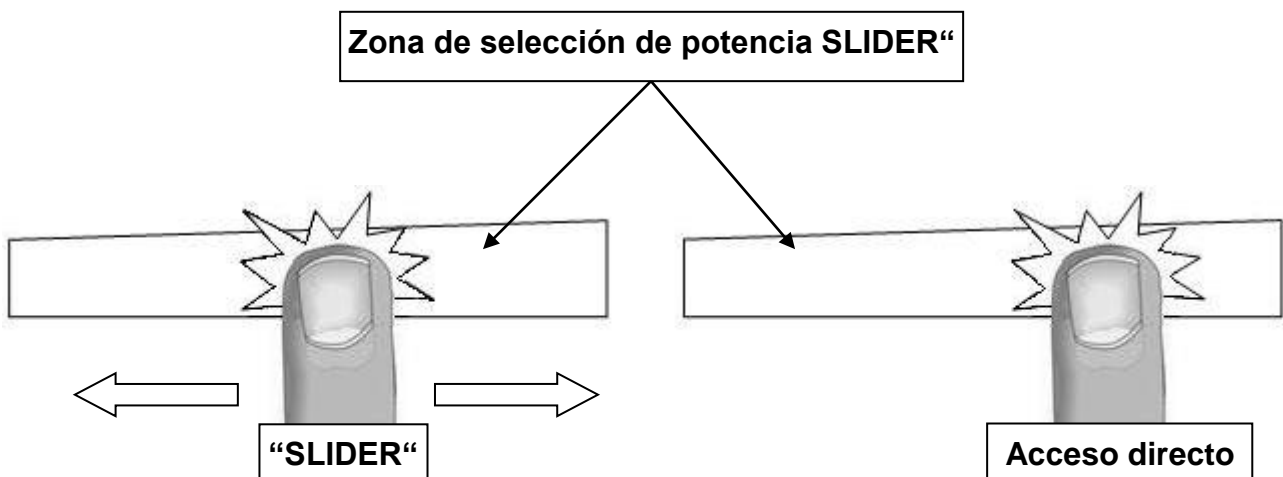 Zona de selección de potencia SLIDER“
“SLIDER“
Acceso directo